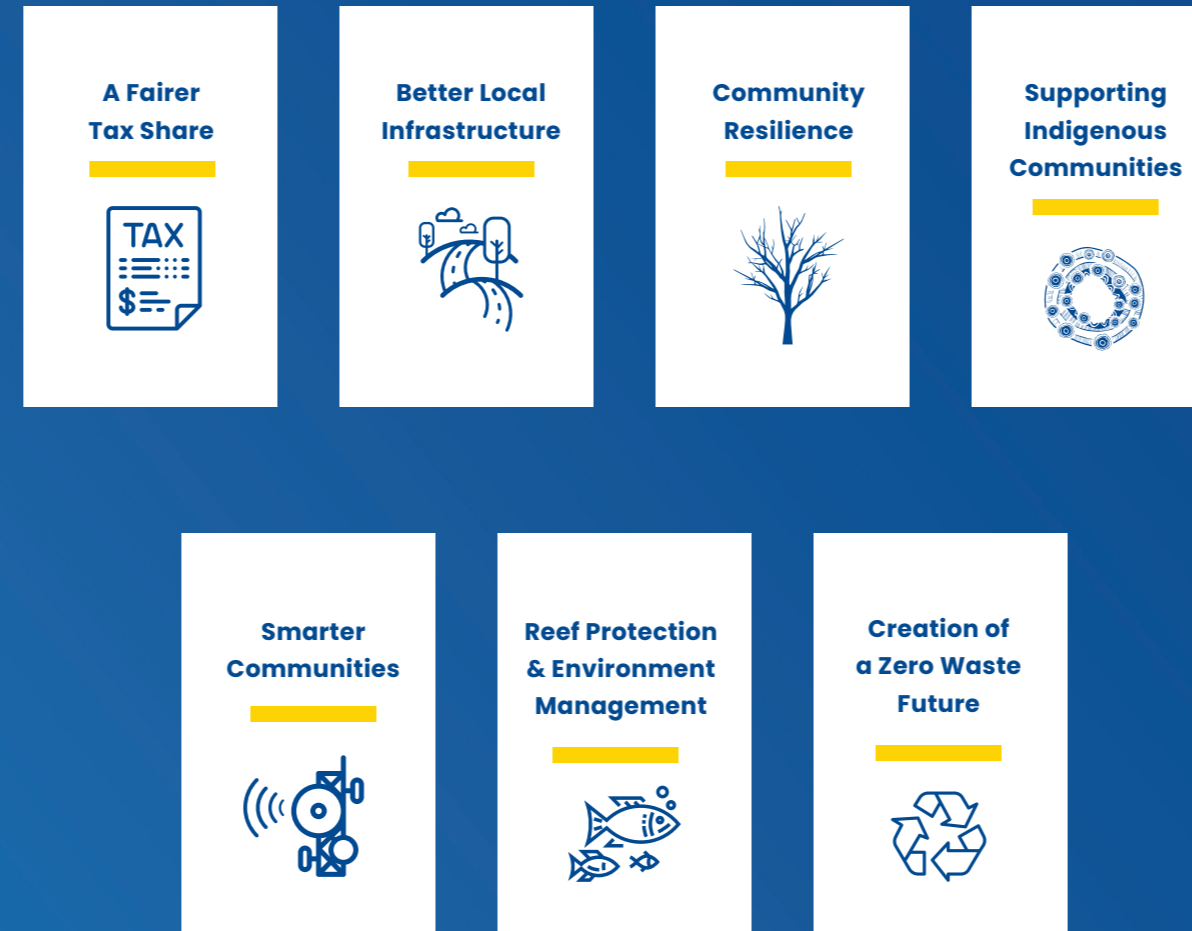 A Fairer
Tax Share
TAX
$
Better Local
Infrastructure
Community
Resilience
Supporting
Indigenous
Communities
Smarter
Communities
Reef Protection
& Environment
Management
Creation of
a Zero Waste
Future